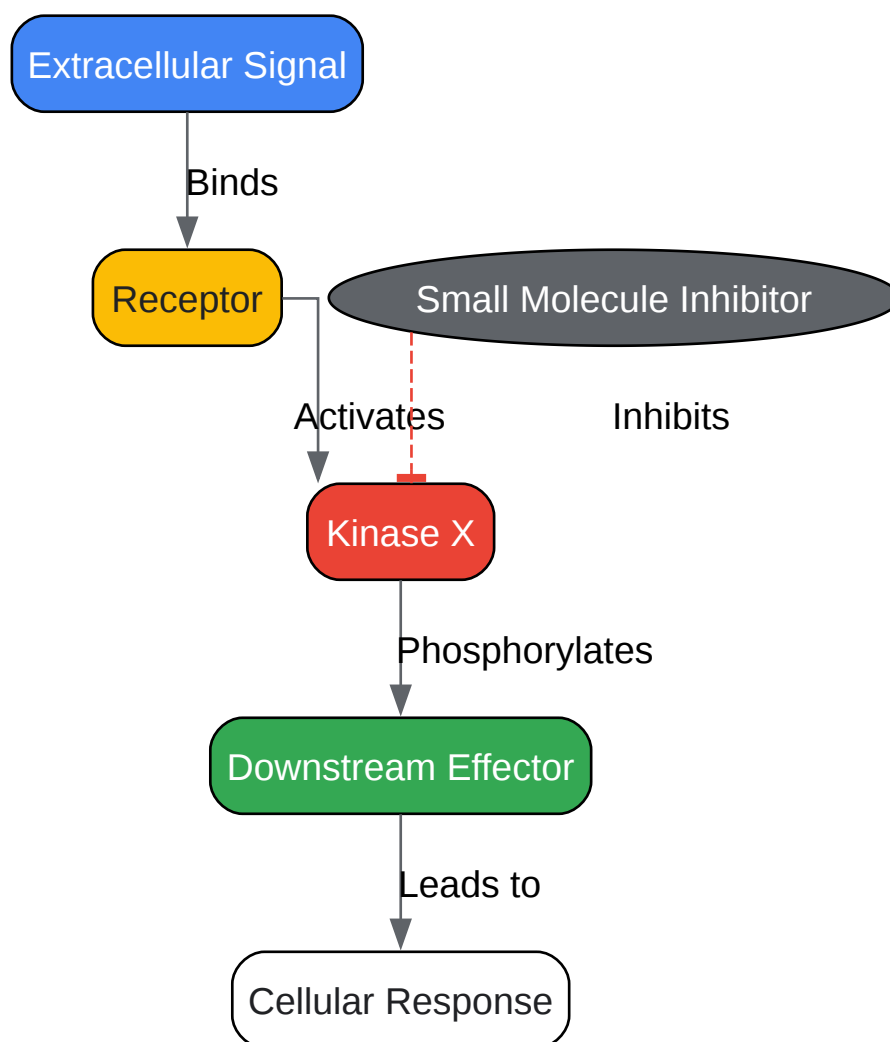 Extracellular Signal
Binds
Receptor
Small Molecule Inhibitor
Activates
Inhibits
Kinase X
Phosphorylates
Downstream Effector
Leads to
Cellular Response